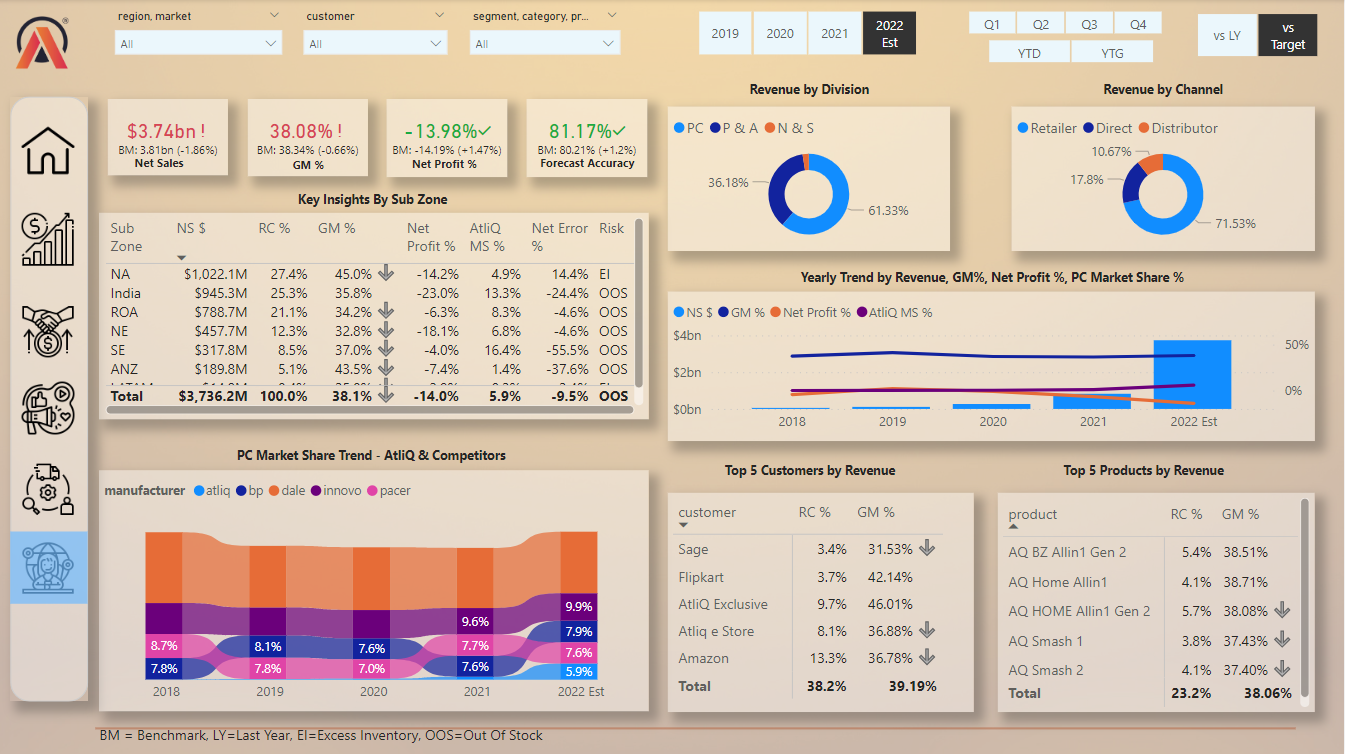 region, market
customer
segment, category, pr...
All
All
All
2019
2020
2021
2022
Est
Q1
Q2
Q3
Q4
YTD
YTG
vs LY
vs
Target
$3.74bn !
BM: 3.81bn (-1.86%)
Net Sales
38.08% !
BM: 38.34% (-0.66%)
GM %
-13.98%✓
BM: -14.19% (+1.47%)
Net Profit %
81.17%✓
BM: 80.21% (+1.2%)
Forecast Accuracy
Key Insights By Sub Zone
Sub Zone NS $ RC % GM % Net Profit % AtliQ MS % Net Error % Risk
NA $1,022.1M 27.4% 45.0% -14.2% 4.9% 14.4% EI
India $945.3M 25.3% 35.8% -23.0% 13.3% -24.4% OOS
ROA $788.7M 21.1% 34.2% -6.3% 8.3% -4.6% OOS
NE $457.7M 12.3% 32.8% -18.1% 6.8% -4.6% OOS
SE $317.8M 8.5% 37.0% -4.0% 16.4% -55.5% OOS
ANZ $189.8M 5.1% 43.5% -7.4% 1.4% -37.6% OOS
Total $3,736.2M 100.0% 38.1% -14.0% 5.9% -9.5% OOS
Revenue by Division
PC P & A N & S
36.18%
61.33%
Revenue by Channel
Retailer Direct Distributor
10.67%
17.8%
71.53%
Yearly Trend by Revenue, GM%, Net Profit %, PC Market Share %
NS $ GM % Net Profit % AtliQ MS %
$4bn
$2bn
$0bn
50%
0%
2018 2019 2020 2021 2022 Est
PC Market Share Trend - AtliQ & Competitors
manufacturer atliq bp dale innovo pacer
8.7%
7.8%
8.1%
7.8%
7.6%
7.0%
9.6%
7.7%
7.6%
9.9%
7.9%
7.6%
5.9%
2018 2019 2020 2021 2022 Est
Top 5 Customers by Revenue
customer RC % GM %
Sage 3.4% 31.53%
Flipkart 3.7% 42.14%
AtliQ Exclusive 9.7% 46.01%
Atliq e Store 8.1% 36.88%
Amazon 13.3% 36.78%
Total 38.2% 39.19%
Top 5 Products by Revenue
product RC % GM %
AQ BZ Allin1 Gen 2 5.4% 38.51%
AQ Home Allin1 4.1% 38.71%
AQ HOME Allin1 Gen 2 5.7% 38.08%
AQ Smash 1 3.8% 37.43%
AQ Smash 2 4.1% 37.40%
Total 23.2% 38.06%
BM = Benchmark, LY=Last Year, EI=Excess Inventory, OOS=Out Of Stock